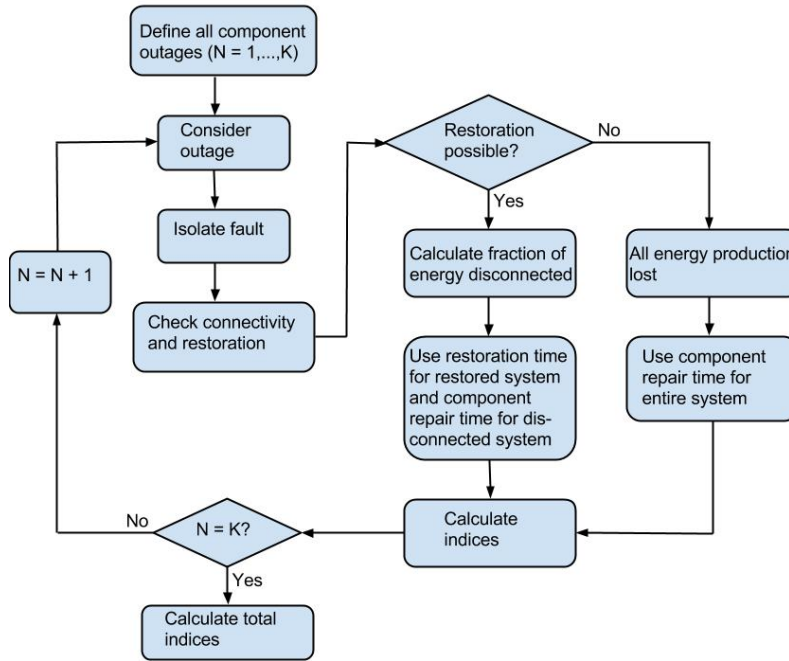 Define all component
outages (N = 1,...,K)
Consider
outage
Isolate fault
Check connectivity
and restoration
N = N + 1
Restoration
possible?
No
Yes
Calculate fraction of
energy disconnected
All energy production
lost
Use restoration time
for restored system
and component
repair time for dis-
connected system
Use component
repair time for
entire system
Calculate
indices
N = K?
No
Yes
Calculate total
indices